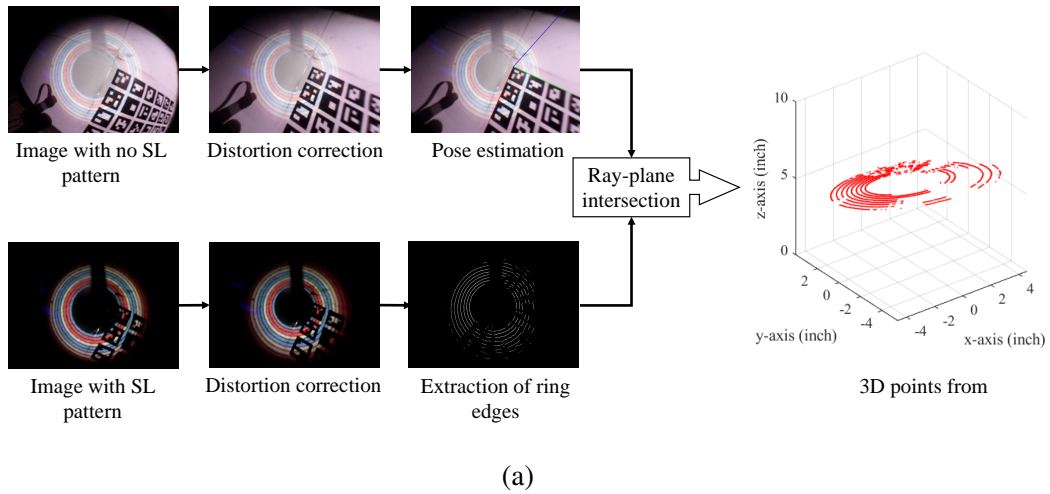 Image with no SL
pattern
Distortion correction
Pose estimation
Ray-plane
intersection
Image with SL
pattern
Distortion correction
Extraction of ring
edges
10
5
0
z-axis (inch)
2
0
-2
-4
y-axis (inch)
-4
-2
0
2
4
x-axis (inch)
3D points from
(a)